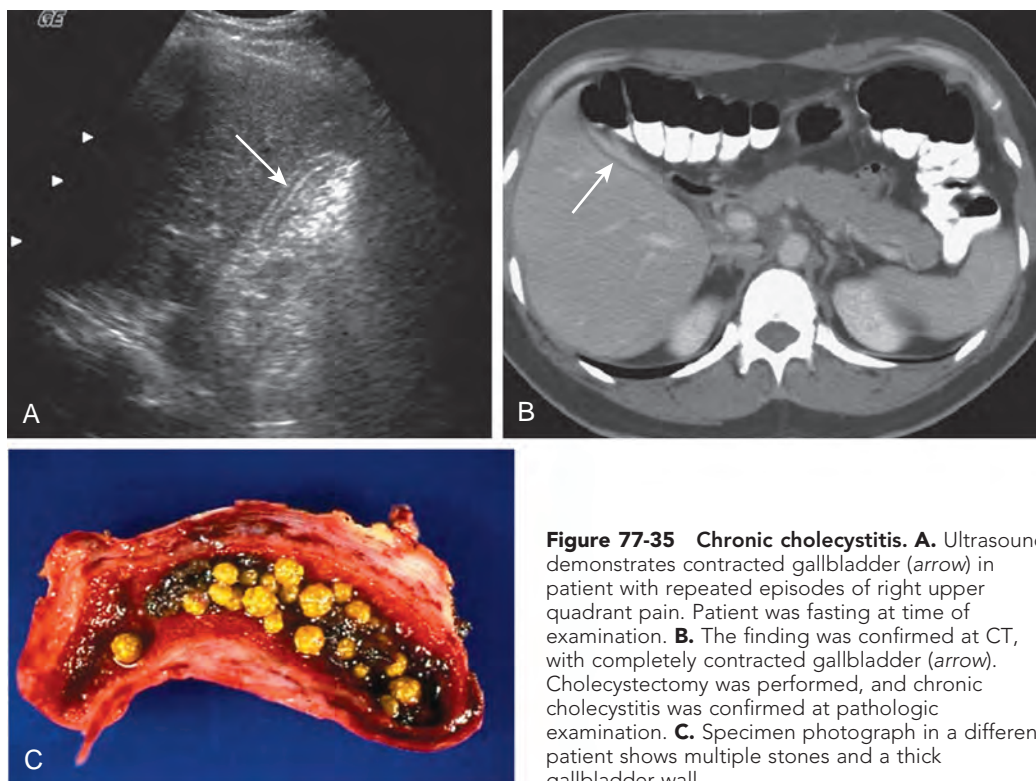 GE
A
B
C
Figure 77-35 Chronic cholecystitis. A. Ultrasound
demonstrates contracted gallbladder (arrow) in
patient with repeated episodes of right upper
quadrant pain. Patient was fasting at time of
examination. B. The finding was confirmed at CT,
with completely contracted gallbladder (arrow).
Cholecystectomy was performed, and chronic
cholecystitis was confirmed at pathologic
examination. C. Specimen photograph in a different
patient shows multiple stones and a thick
gallbladder wall